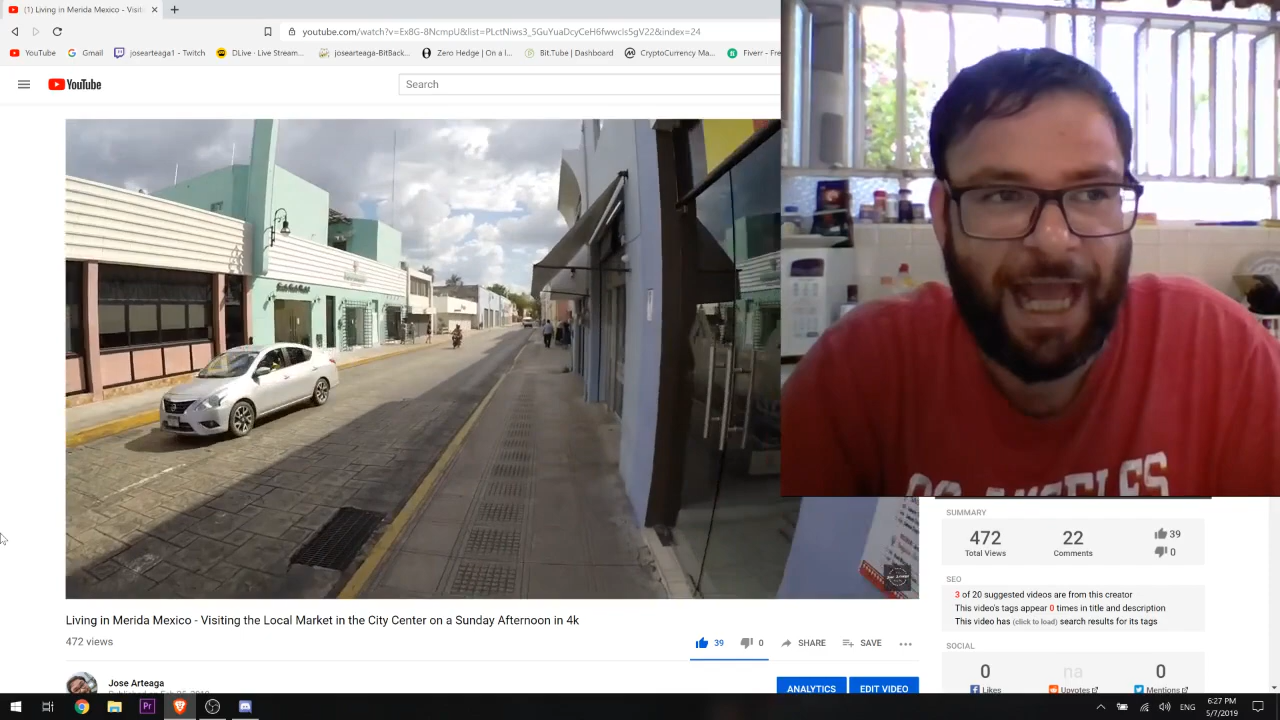 (1) Living in Merida Mexico - Visit
youtube.com/watch?v=Ex8G-8NcmpU&list=PLctNiws3_
YouTube
Gmail
josearteaga1 - Twitch
DLive · Live Stream...
josearteaga-BitBacker
Zero Hedge | On a l...
Bit.Tube | Dashboard
CryptoCurrency Ma...
Fiverr - Fre
YouTube
Search
Living in Merida Mexico - Visiting the Local Market in the City Center on a Sunday Afternoon in 4k
472 views
39
0
SHARE
SAVE
Jose Arteaga
ANALYTICS
EDIT VIDEO
ANGELES
SUMMARY
472
22
39
Total Views
Comments
0
SEO
3 of 20 suggested videos are from this creator
This video's tags appear 0 times in title and description
This video has (click to load) search results for its tags
SOCIAL
0
na
0
Likes
Upvotes
Mentions
ENG
6:27 PM
5/7/2019